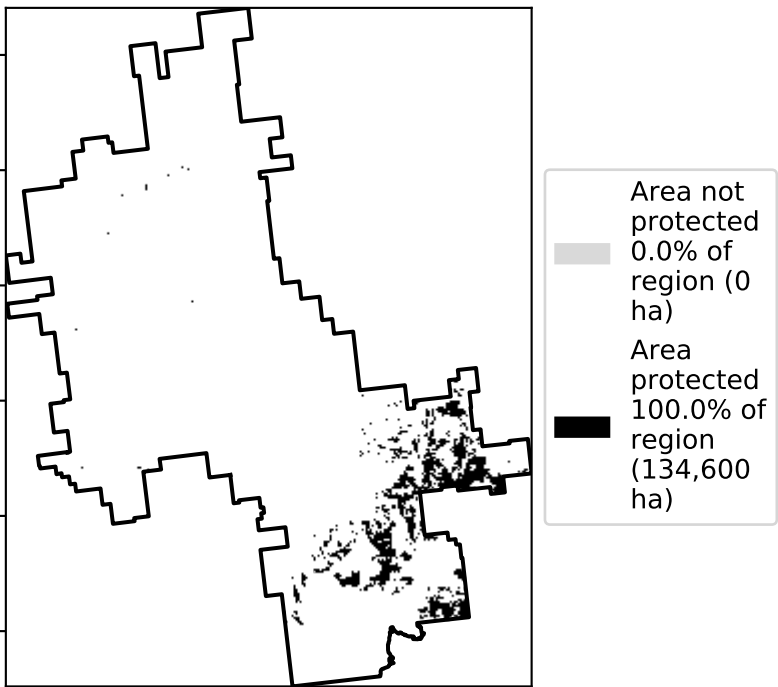 Area not
protected
0.0% of
region (0
ha)
Area
protected
100.0% of
region
(134,600
ha)